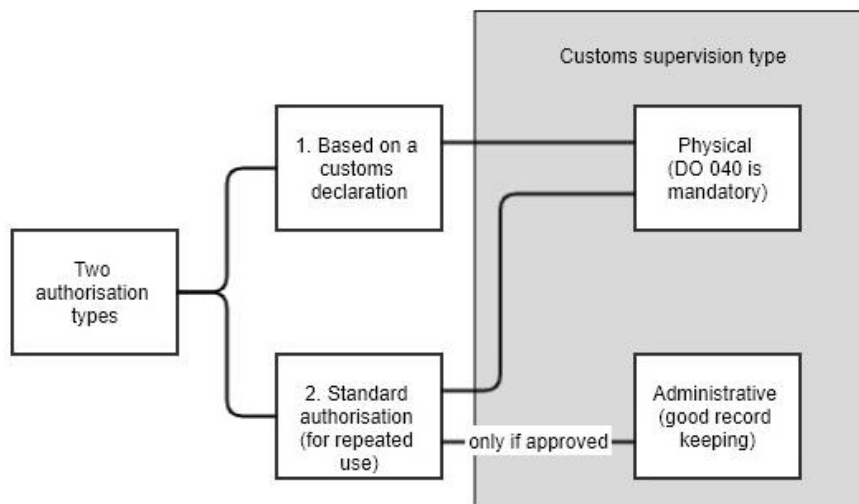 Customs supervision type
1. Based on a
customs
declaration
Physical
(DO 040 is
mandatory)
Two
authorisation
types
2. Standard
authorisation
(for repeated
use)
only if approved
Administrative
(good record
keeping)